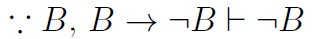 ∵ B, B → ¬B ⊢ ¬B